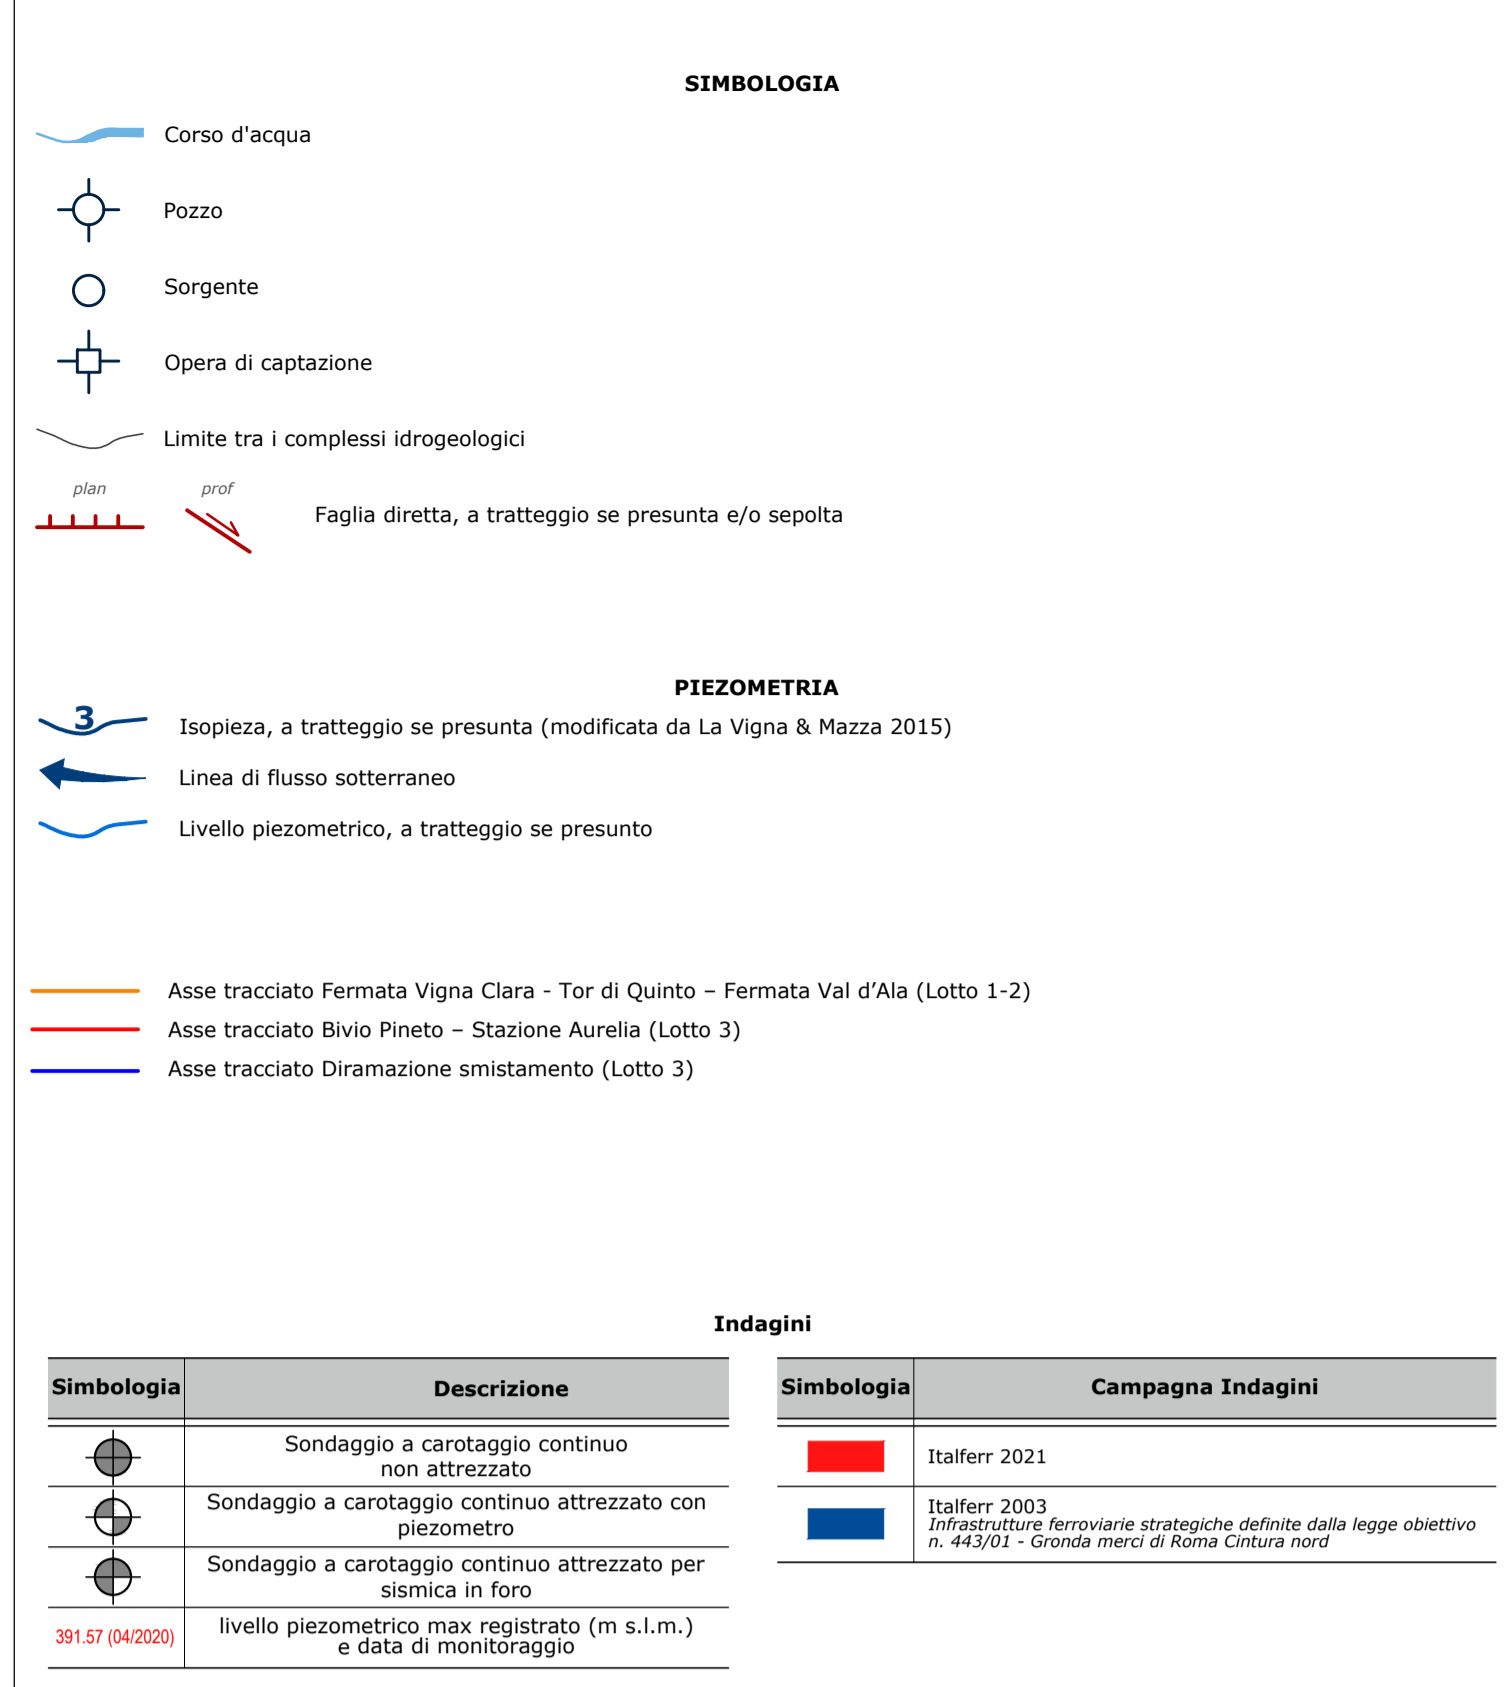 SIMBOLOGIA
Corso d'acqua
Pozzo
Sorgente
Opera di captazione
Limite tra i complessi idrogeologici
plan prof
Faglia diretta, a tratteggio se presunta e/o sepolta
PIEZOMETRIA
3 Isopieza, a tratteggio se presunta (modificata da La Vigna & Mazza 2015)
Linea di flusso sotterraneo
Livello piezometrico, a tratteggio se presunto
Asse tracciato Fermata Vigna Clara - Tor di Quinto – Fermata Val d’Ala (Lotto 1-2)
Asse tracciato Bivio Pineto – Stazione Aurelia (Lotto 3)
Asse tracciato Diramazione smistamento (Lotto 3)
Indagini
Simbologia Descrizione
Sondaggio a carotaggio continuo
non attrezzato
Sondaggio a carotaggio continuo attrezzato con
piezometro
Sondaggio a carotaggio continuo attrezzato per
sismica in foro
391.57 (04/2020) livello piezometrico max registrato (m s.l.m.)
e data di monitoraggio
Simbologia Campagna Indagini
Italferr 2021
Italferr 2003
Infrastrutture ferroviarie strategiche definite dalla legge obiettivo
n. 443/01 - Gronda merci di Roma Cintura nord